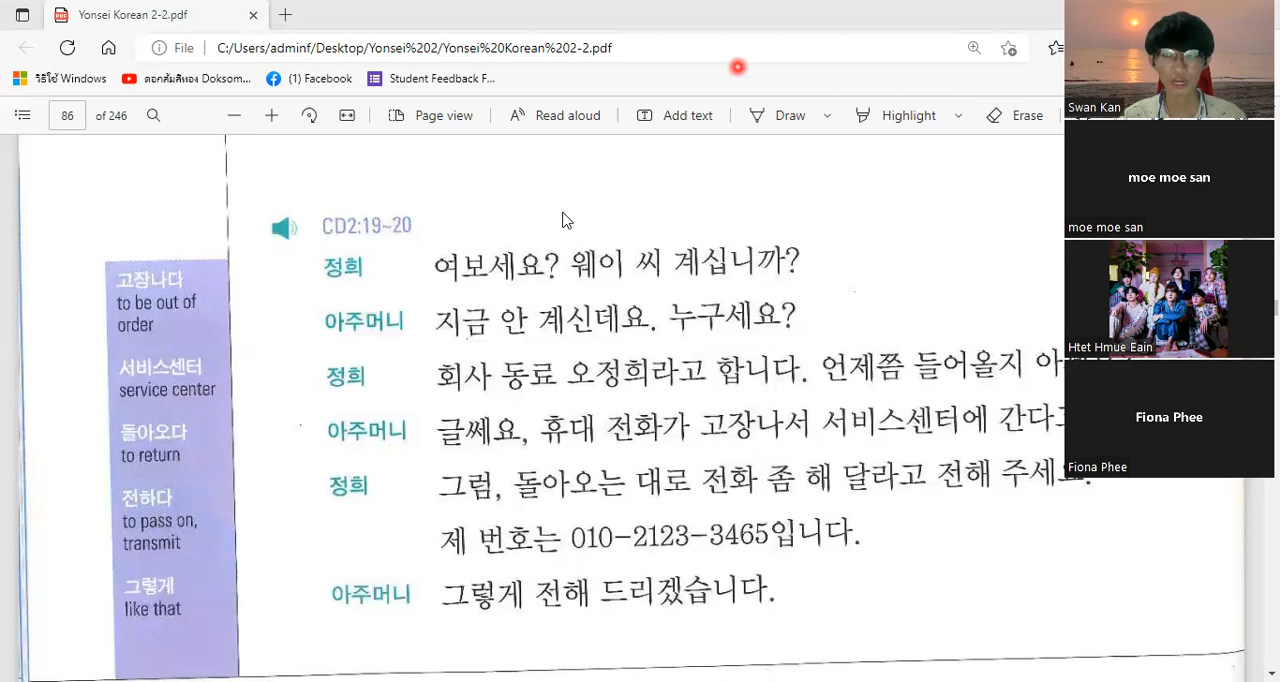 Yonsei Korean 2-2.pdf
File C:/Users/adminf/Desktop/Yonsei%202/Yonsei%20Korean%202-2.pdf
วิธีใช้ Windows ดอกส้มสีทอง Doksom... (1) Facebook Student Feedback F...
86 of 246 Page view Read aloud Add text Draw Highlight Erase
Swan Kan
moe moe san
moe moe san
Htet Hmue Eain
Fiona Phee
Fiona Phee
고장나다
to be out of
order
서비스센터
service center
돌아오다
to return
전하다
to pass on,
transmit
그렇게
like that
CD2:19~20
정희 여보세요? 웨이 씨 계십니까?
아주머니 지금 안 계신데요. 누구세요?
정희 회사 동료 오정희라고 합니다. 언제쯤 들어올지
아주머니 글쎄요, 휴대 전화가 고장나서 서비스센터에
정희 그럼, 돌아오는 대로 전화 좀 해 달라고 전해 주세요.
제 번호는 010-2123-3465입니다.
아주머니 그렇게 전해 드리겠습니다.